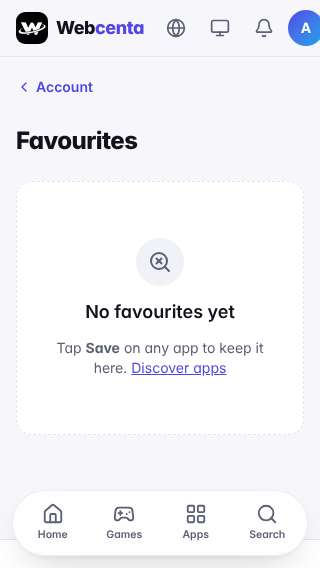 Webcenta
A
Account
Favourites
No favourites yet
Tap Save on any app to keep it
here. Discover apps
Home
Games
Apps
Search